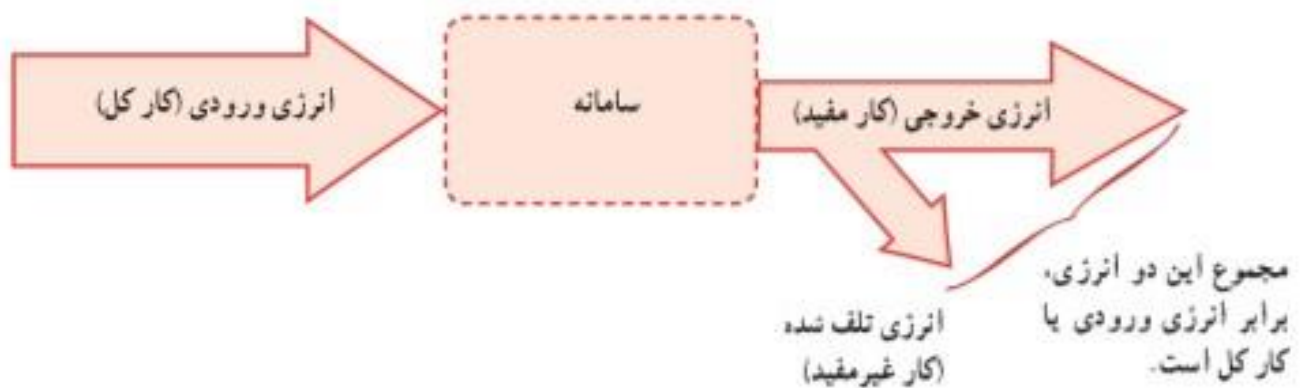 انرژی ورودی (کار کل)
سامانه
انرژی خروجی (کار مفید)
انرژی تلف شده
(کار غیرمفید)
مجموع این دو انرژی،
برابر انرژی ورودی یا
کار کل است.